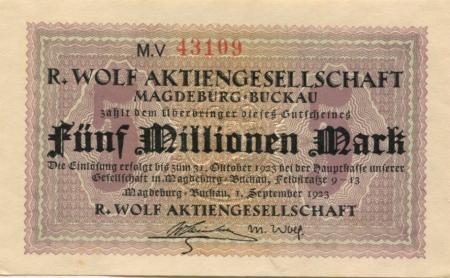 M.V 43109
R. WOLF AKTIENGESELLSCHAFT
MAGDEBURG-BUCKAU
zahlt dem Überbringer dieses Gutscheines
Fünf Millionen Mark
Die Einlösung erfolgt bis zum 31. Oktober 1923 bei der Hauptkasse unserer
Gesellschaft in Magdeburg-Buckau, Feldstraße 9-13
Magdeburg-Buckau, 1. September 1923
R. WOLF AKTIENGESELLSCHAFT
M. Wolf